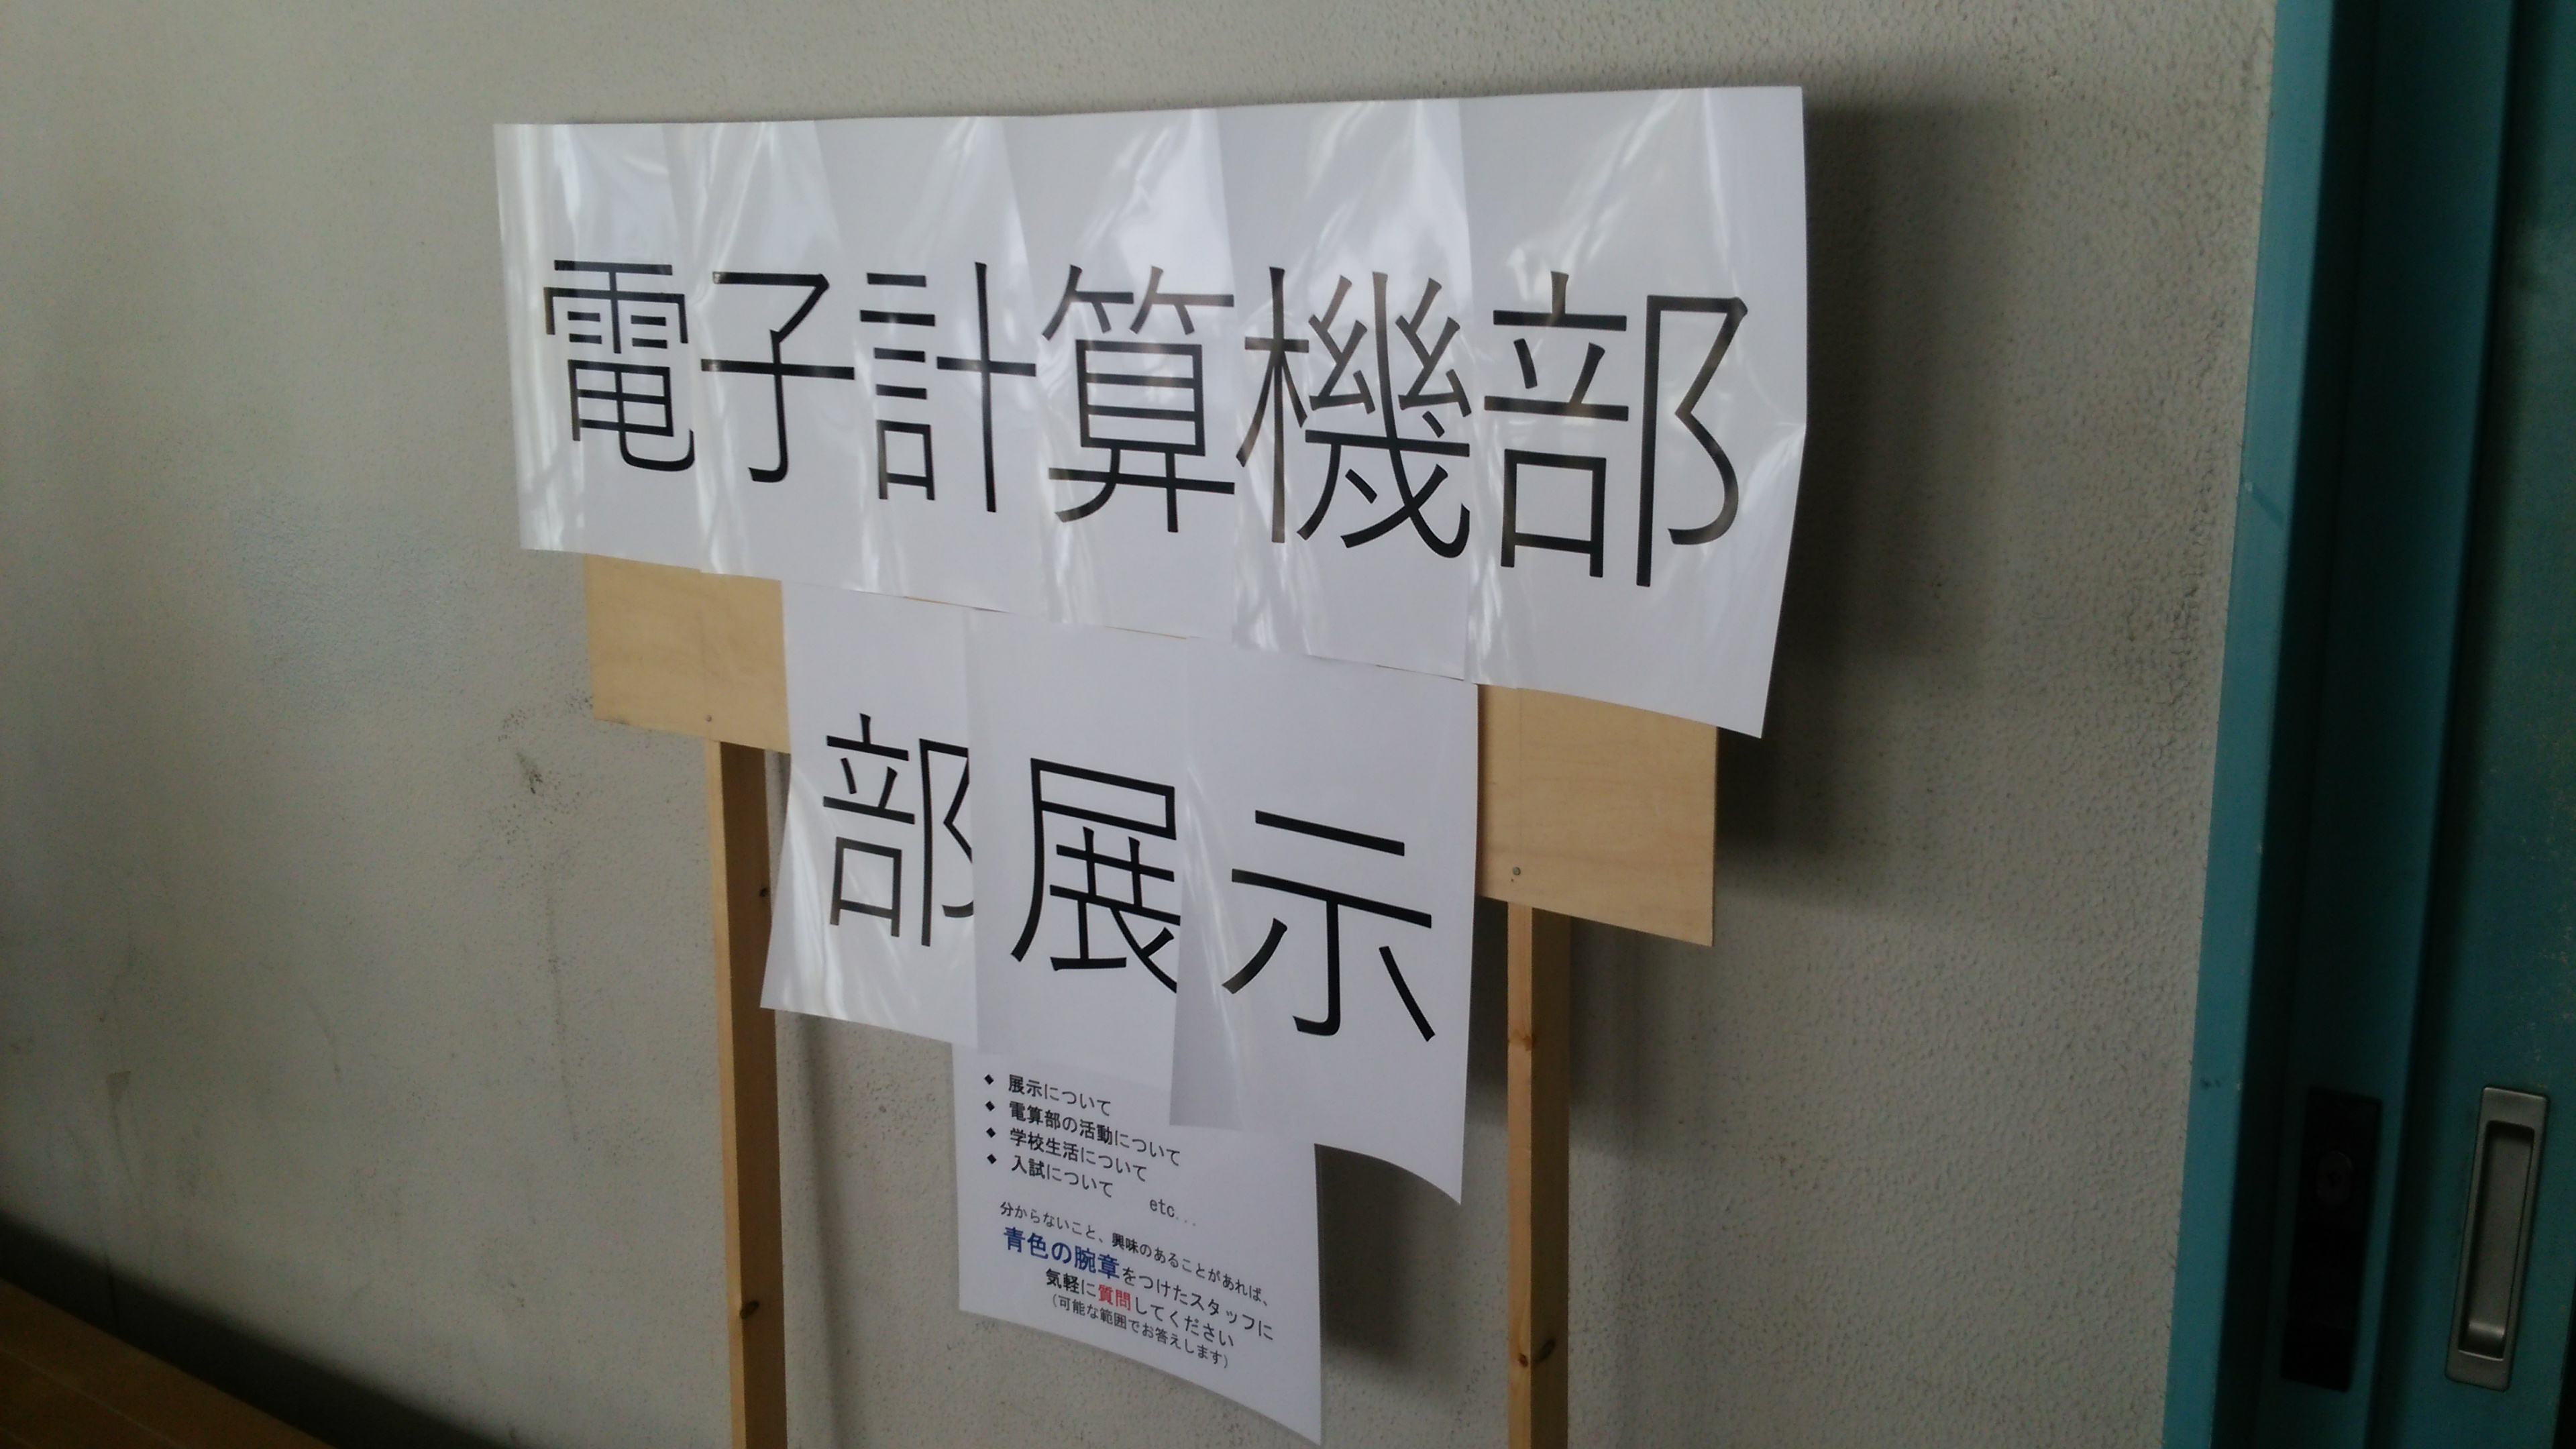 電子計算機部
部展示
◆ 展示について
◆ 電算部の活動について
◆ 学校生活について
◆ 入試について
etc...
分からないこと、興味のあることがあれば、
青色の腕章をつけたスタッフに
気軽に質問してください
(可能な範囲でお答えします)